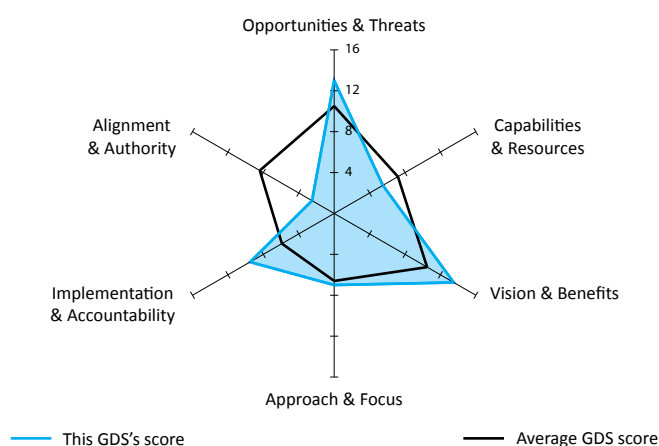 Opportunities & Threats
16
12
8
4
Alignment
& Authority
Capabilities
& Resources
Implementation
& Accountability
Vision & Benefits
Approach & Focus
This GDS's score
Average GDS score